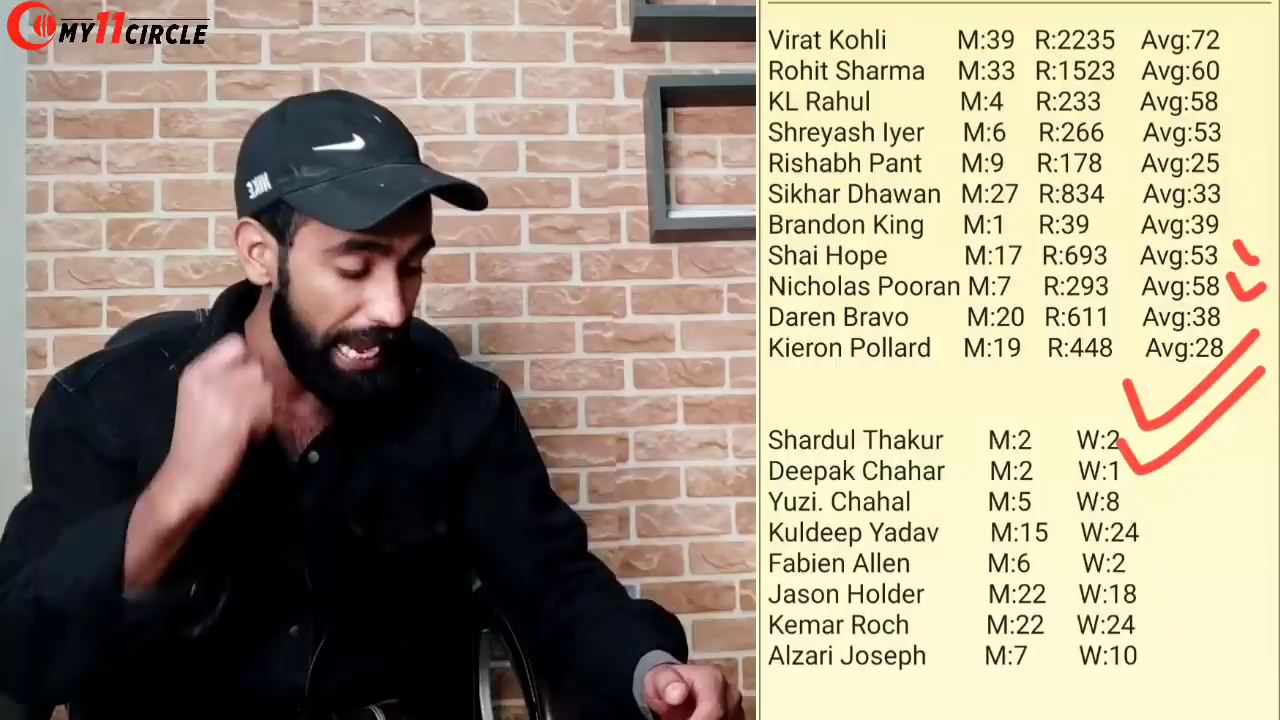 MY11CIRCLE
NIKE
Virat Kohli M:39 R:2235 Avg:72
Rohit Sharma M:33 R:1523 Avg:60
KL Rahul M:4 R:233 Avg:58
Shreyash Iyer M:6 R:266 Avg:53
Rishabh Pant M:9 R:178 Avg:25
Sikhar Dhawan M:27 R:834 Avg:33
Brandon King M:1 R:39 Avg:39
Shai Hope M:17 R:693 Avg:53
Nicholas Pooran M:7 R:293 Avg:58
Daren Bravo M:20 R:611 Avg:38
Kieron Pollard M:19 R:448 Avg:28
Shardul Thakur M:2 W:2
Deepak Chahar M:2 W:1
Yuzi. Chahal M:5 W:8
Kuldeep Yadav M:15 W:24
Fabien Allen M:6 W:2
Jason Holder M:22 W:18
Kemar Roch M:22 W:24
Alzari Joseph M:7 W:10